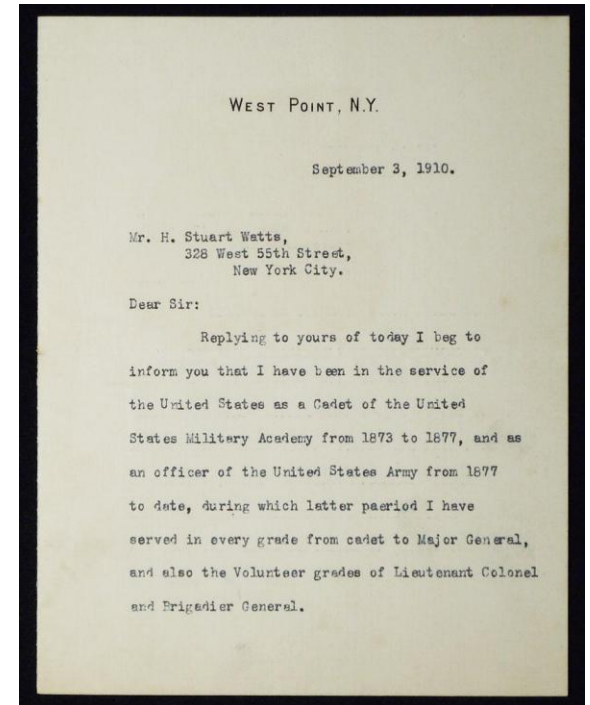 WEST POINT, N.Y.
September 3, 1910.
Mr. H. Stuart Watts,
328 West 55th Street,
New York City.
Dear Sir:
Replying to yours of today I beg to
inform you that I have been in the service of
the United States as a Cadet of the United
States Military Academy from 1873 to 1877, and as
an officer of the United States Army from 1877
to date, during which latter paeriod I have
served in every grade from cadet to Major General,
and also the Volunteer grades of Lieutenant Colonel
and Brigadier General.